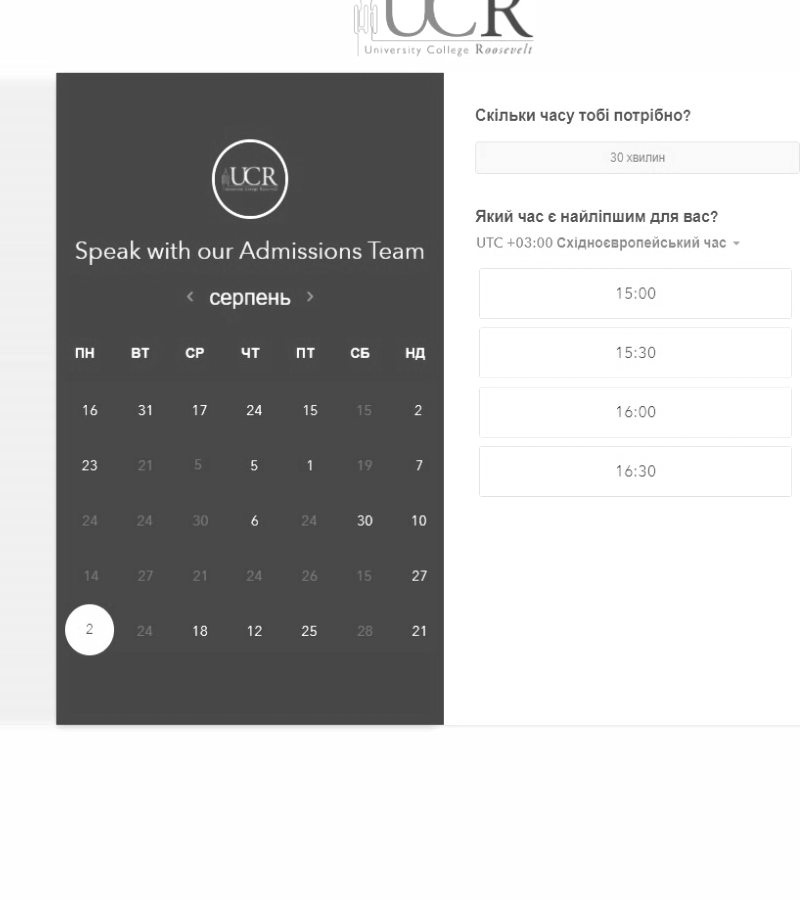 UCR
University College Roosevelt
UCR
Speak with our Admissions Team
серпень
ПН ВТ СР ЧТ ПТ СБ НД
16 31 17 24 15 15 2
23 21 5 5 1 19 7
24 24 30 6 24 30 10
14 27 21 24 26 15 27
2 24 18 12 25 28 21
Скільки часу тобі потрібно?
30 хвилин
Який час є найліпшим для вас?
UTC +03:00 Східноєвропейський час
15:00
15:30
16:00
16:30